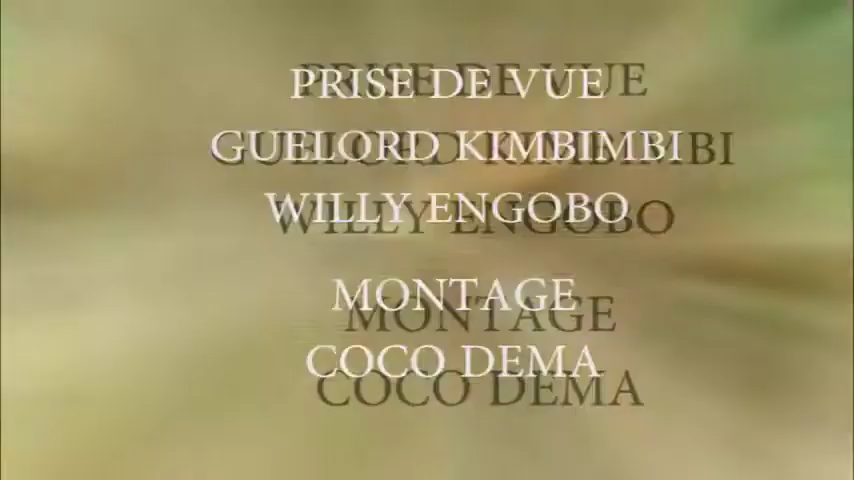 PRISE DE VUE
GUELORD KIMBIMBI
WILLY ENGOBO
MONTAGE
COCO DEMA